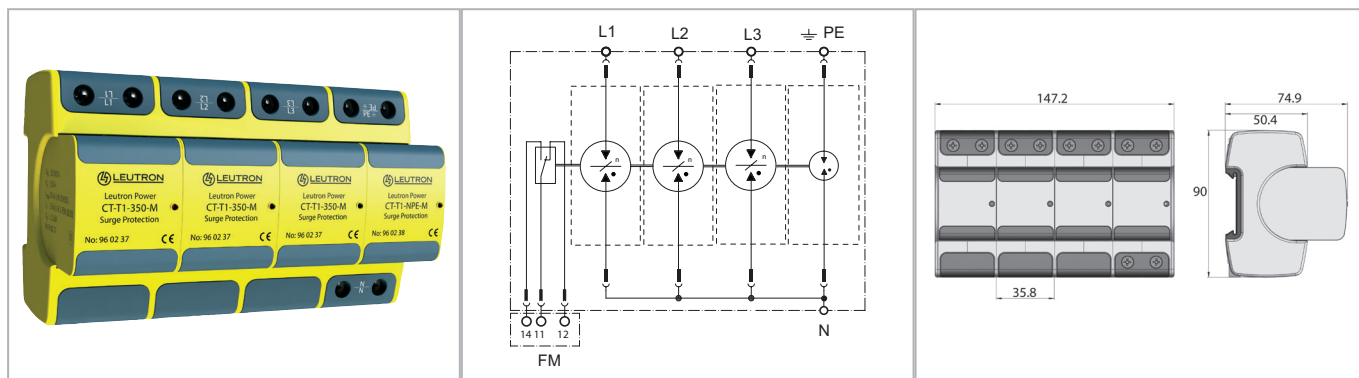 L1
L1
L2
L2
L3
L3
PE
PE
LEUTRON
Leutron Power
CT-T1-350-M
Surge Protection
No: 96 02 37
CE
LEUTRON
Leutron Power
CT-T1-350-M
Surge Protection
No: 96 02 37
CE
LEUTRON
Leutron Power
CT-T1-350-M
Surge Protection
No: 96 02 37
CE
LEUTRON
Leutron Power
CT-T1-NPE-M
Surge Protection
No: 96 02 38
CE
N
N
L1 L2 L3 PE
n n n
14 11 12
N
FM
147.2
90
35.8
74.9
50.4